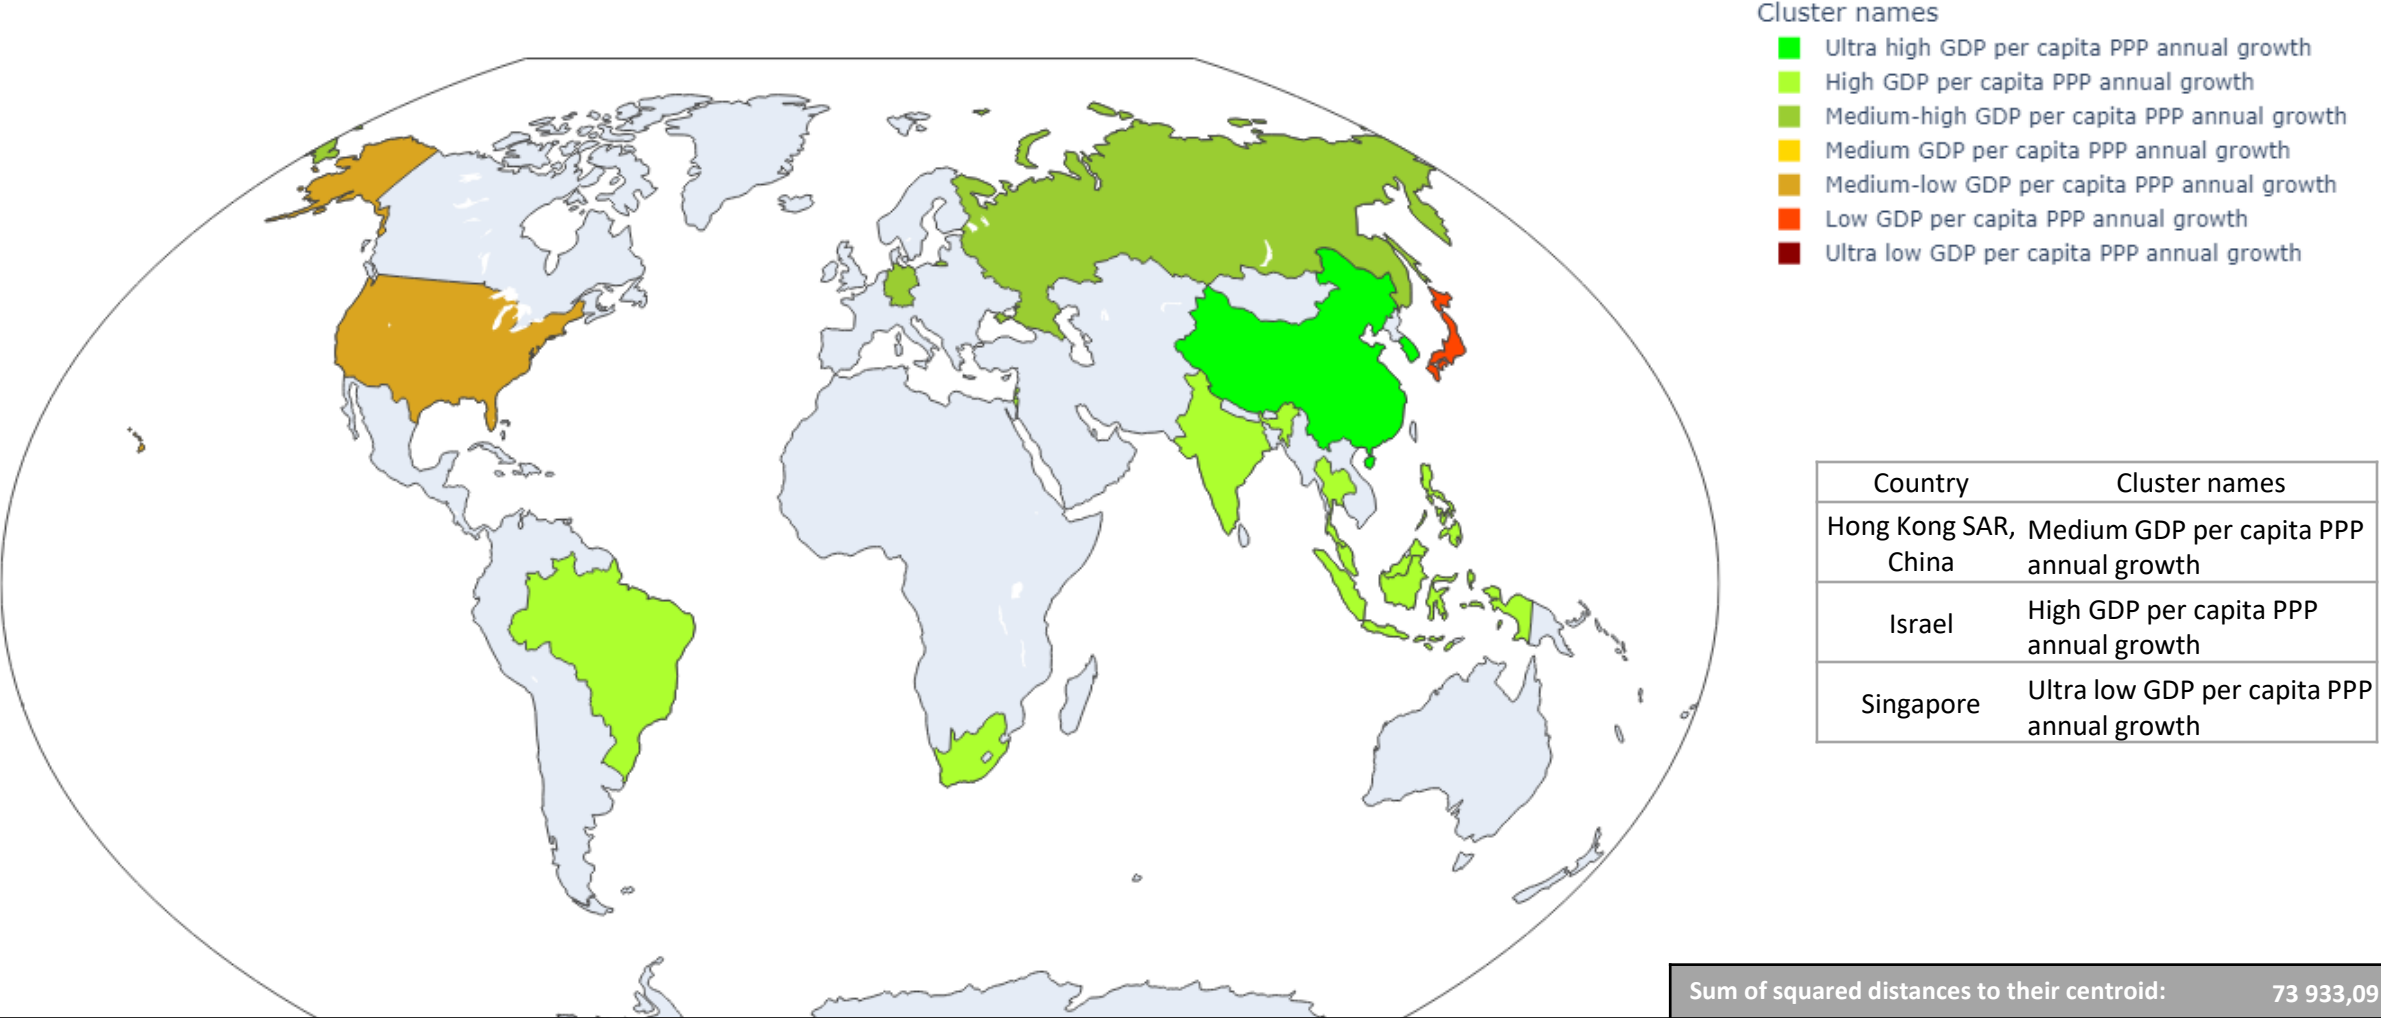 Cluster names
Ultra high GDP per capita PPP annual growth
High GDP per capita PPP annual growth
Medium-high GDP per capita PPP annual growth
Medium GDP per capita PPP annual growth
Medium-low GDP per capita PPP annual growth
Low GDP per capita PPP annual growth
Ultra low GDP per capita PPP annual growth
Country Cluster names
Hong Kong SAR,
China
Medium GDP per capita PPP
annual growth
Israel
High GDP per capita PPP
annual growth
Singapore
Ultra low GDP per capita PPP
annual growth
Sum of squared distances to their centroid: 73 933,09